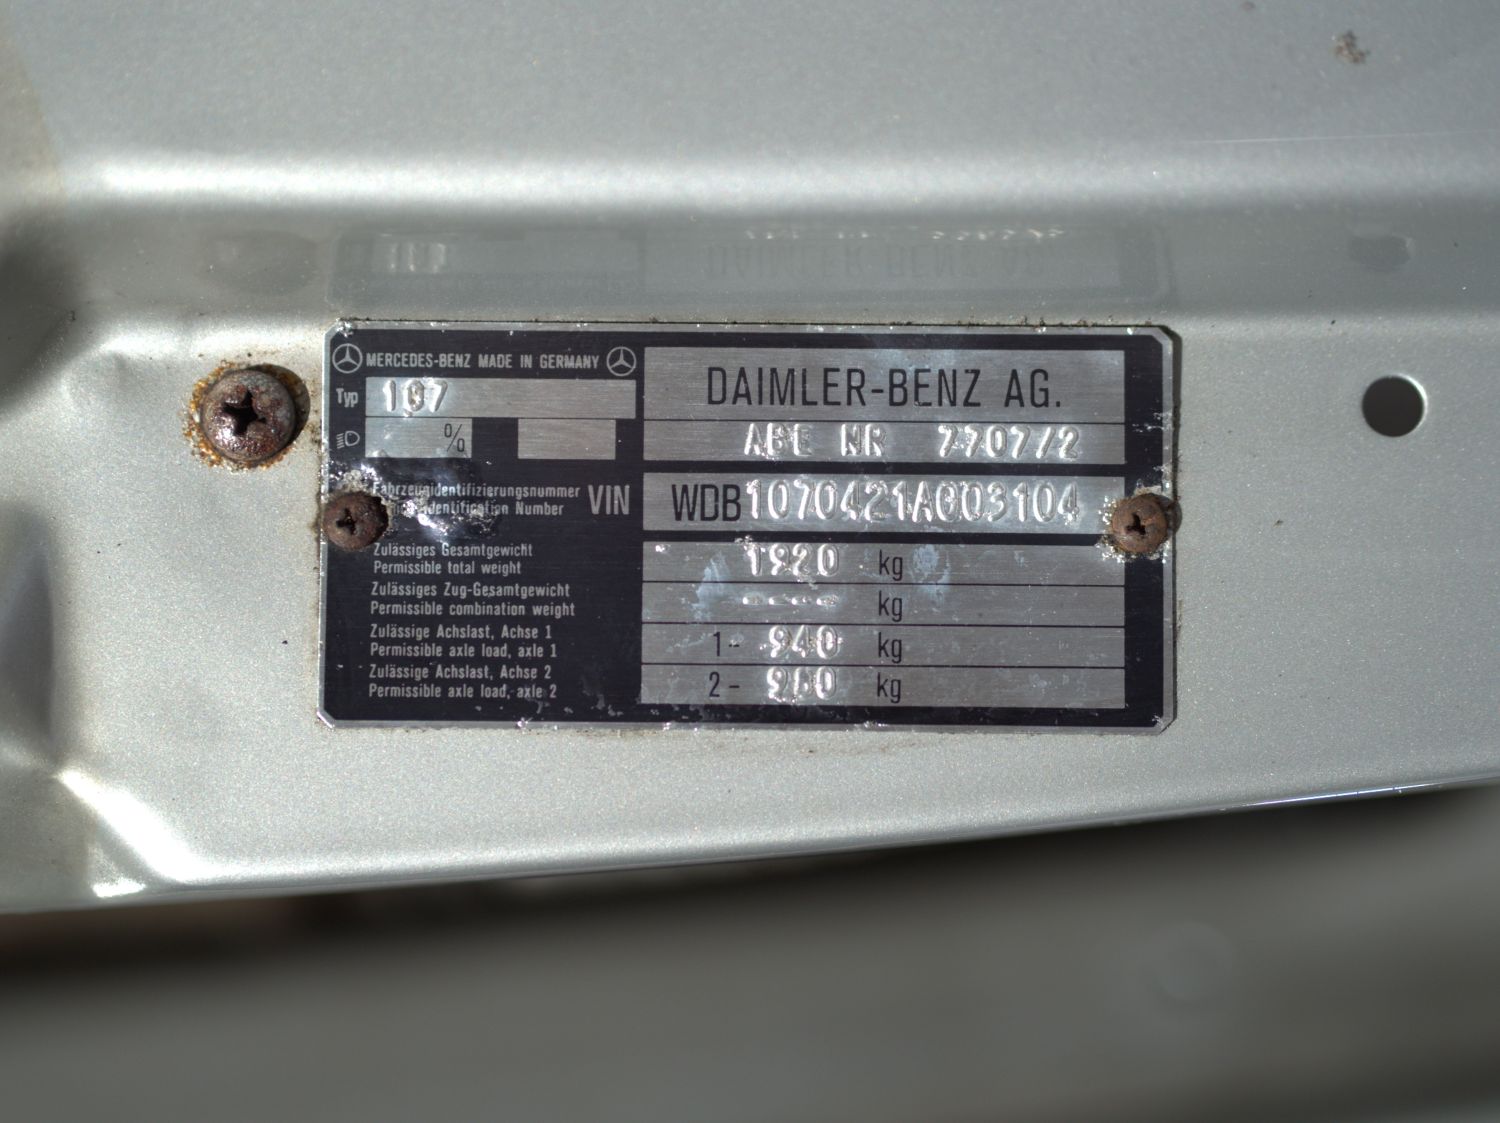 MERCEDES-BENZ MADE IN GERMANY
Typ 107
%
DAIMLER-BENZ AG.
ABE NR 7707/2
Fahrzeugidentifizierungsnummer
Identification Number
VIN WDB1070421A003104
Zulässiges Gesamtgewicht
Permissible total weight
1920 kg
Zulässiges Zug-Gesamtgewicht
Permissible combination weight
---- kg
Zulässige Achslast, Achse 1
Permissible axle load, axle 1
1- 940 kg
Zulässige Achslast, Achse 2
Permissible axle load, axle 2
2- 980 kg